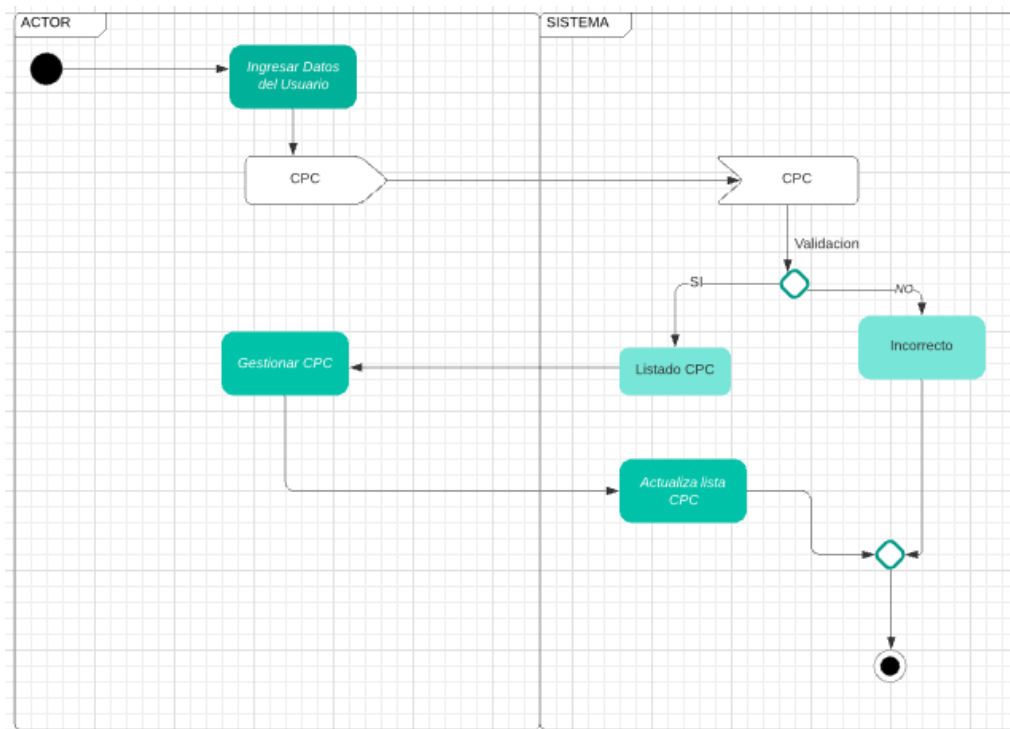 ACTOR
SISTEMA
Ingresar Datos
del Usuario
CPC
CPC
Validacion
SI
NO
Incorrecto
Gestionar CPC
Listado CPC
Actualiza lista
CPC